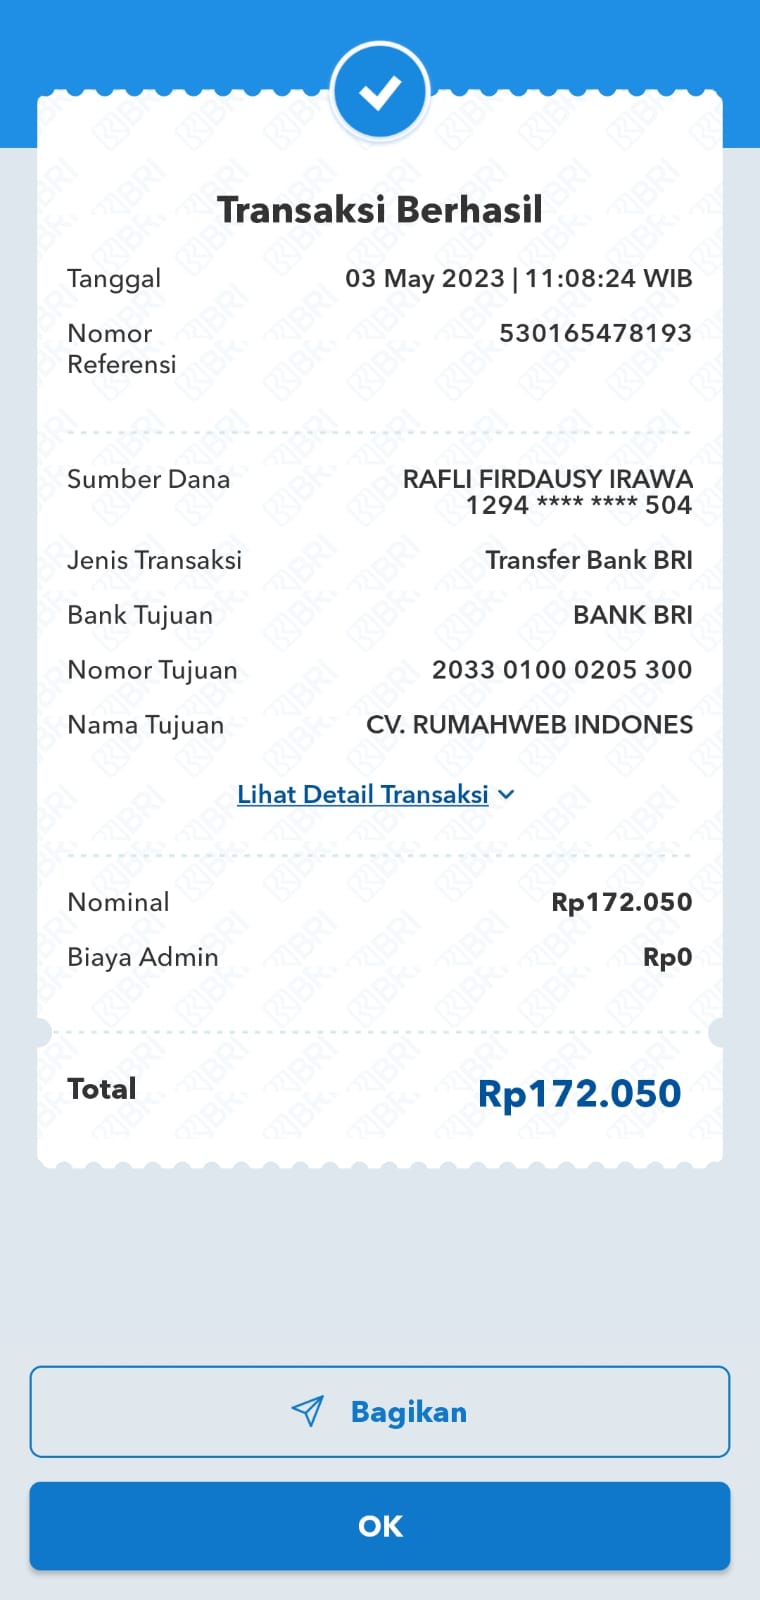 Transaksi Berhasil
Tanggal 03 May 2023 | 11:08:24 WIB
Nomor Referensi 530165478193
Sumber Dana RAFLI FIRDAUSY IRAWA
1294 **** **** 504
Jenis Transaksi Transfer Bank BRI
Bank Tujuan BANK BRI
Nomor Tujuan 2033 0100 0205 300
Nama Tujuan CV. RUMAHWEB INDONES
Lihat Detail Transaksi
Nominal Rp172.050
Biaya Admin Rp0
Total Rp172.050
Bagikan
OK